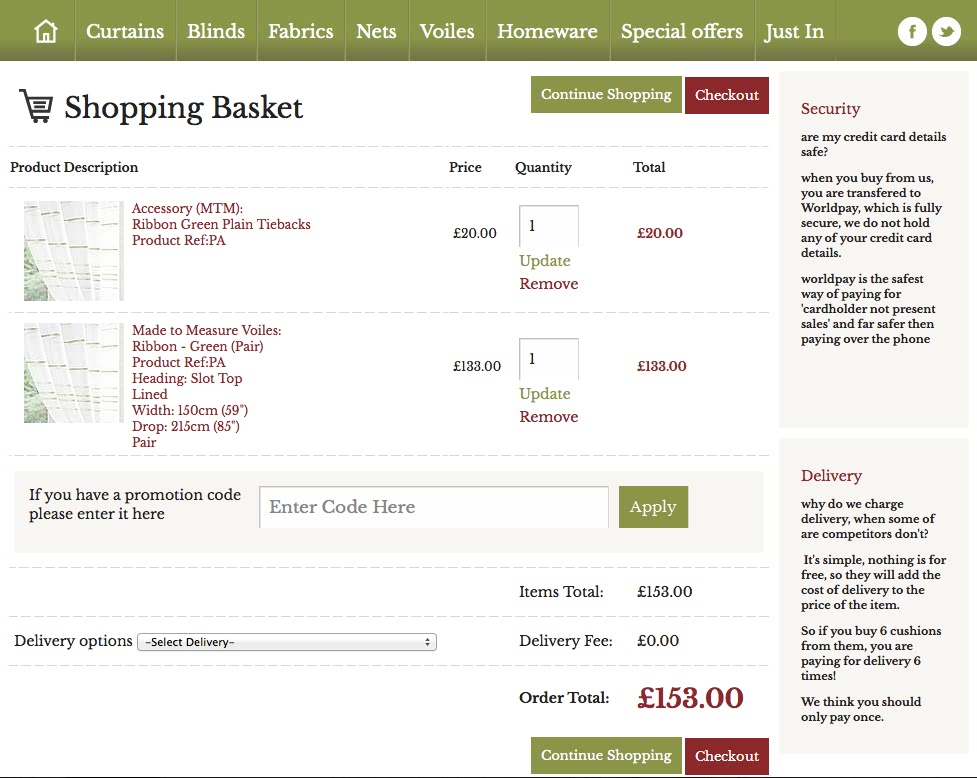 Curtains Blinds Fabrics Nets Voiles Homeware Special offers Just In
Shopping Basket
Continue Shopping Checkout
Product Description Price Quantity Total
Accessory (MTM):
Ribbon Green Plain Tiebacks
Product Ref:PA
£20.00 1 £20.00
Update
Remove
Made to Measure Voiles:
Ribbon - Green (Pair)
Product Ref:PA
Heading: Slot Top
Lined
Width: 150cm (59")
Drop: 215cm (85")
Pair
£133.00 1 £133.00
Update
Remove
If you have a promotion code
please enter it here
Enter Code Here Apply
Items Total: £153.00
Delivery options -Select Delivery- Delivery Fee: £0.00
Order Total: £153.00
Continue Shopping Checkout
Security
are my credit card details
safe?
when you buy from us,
you are transfered to
Worldpay, which is fully
secure, we do not hold
any of your credit card
details.
worldpay is the safest
way of paying for
'cardholder not present
sales' and far safer then
paying over the phone
Delivery
why do we charge
delivery, when some of
are competitors don't?
It's simple, nothing is for
free, so they will add the
cost of delivery to the
price of the item.
So if you buy 6 cushions
from them, you are
paying for delivery 6
times!
We think you should
only pay once.